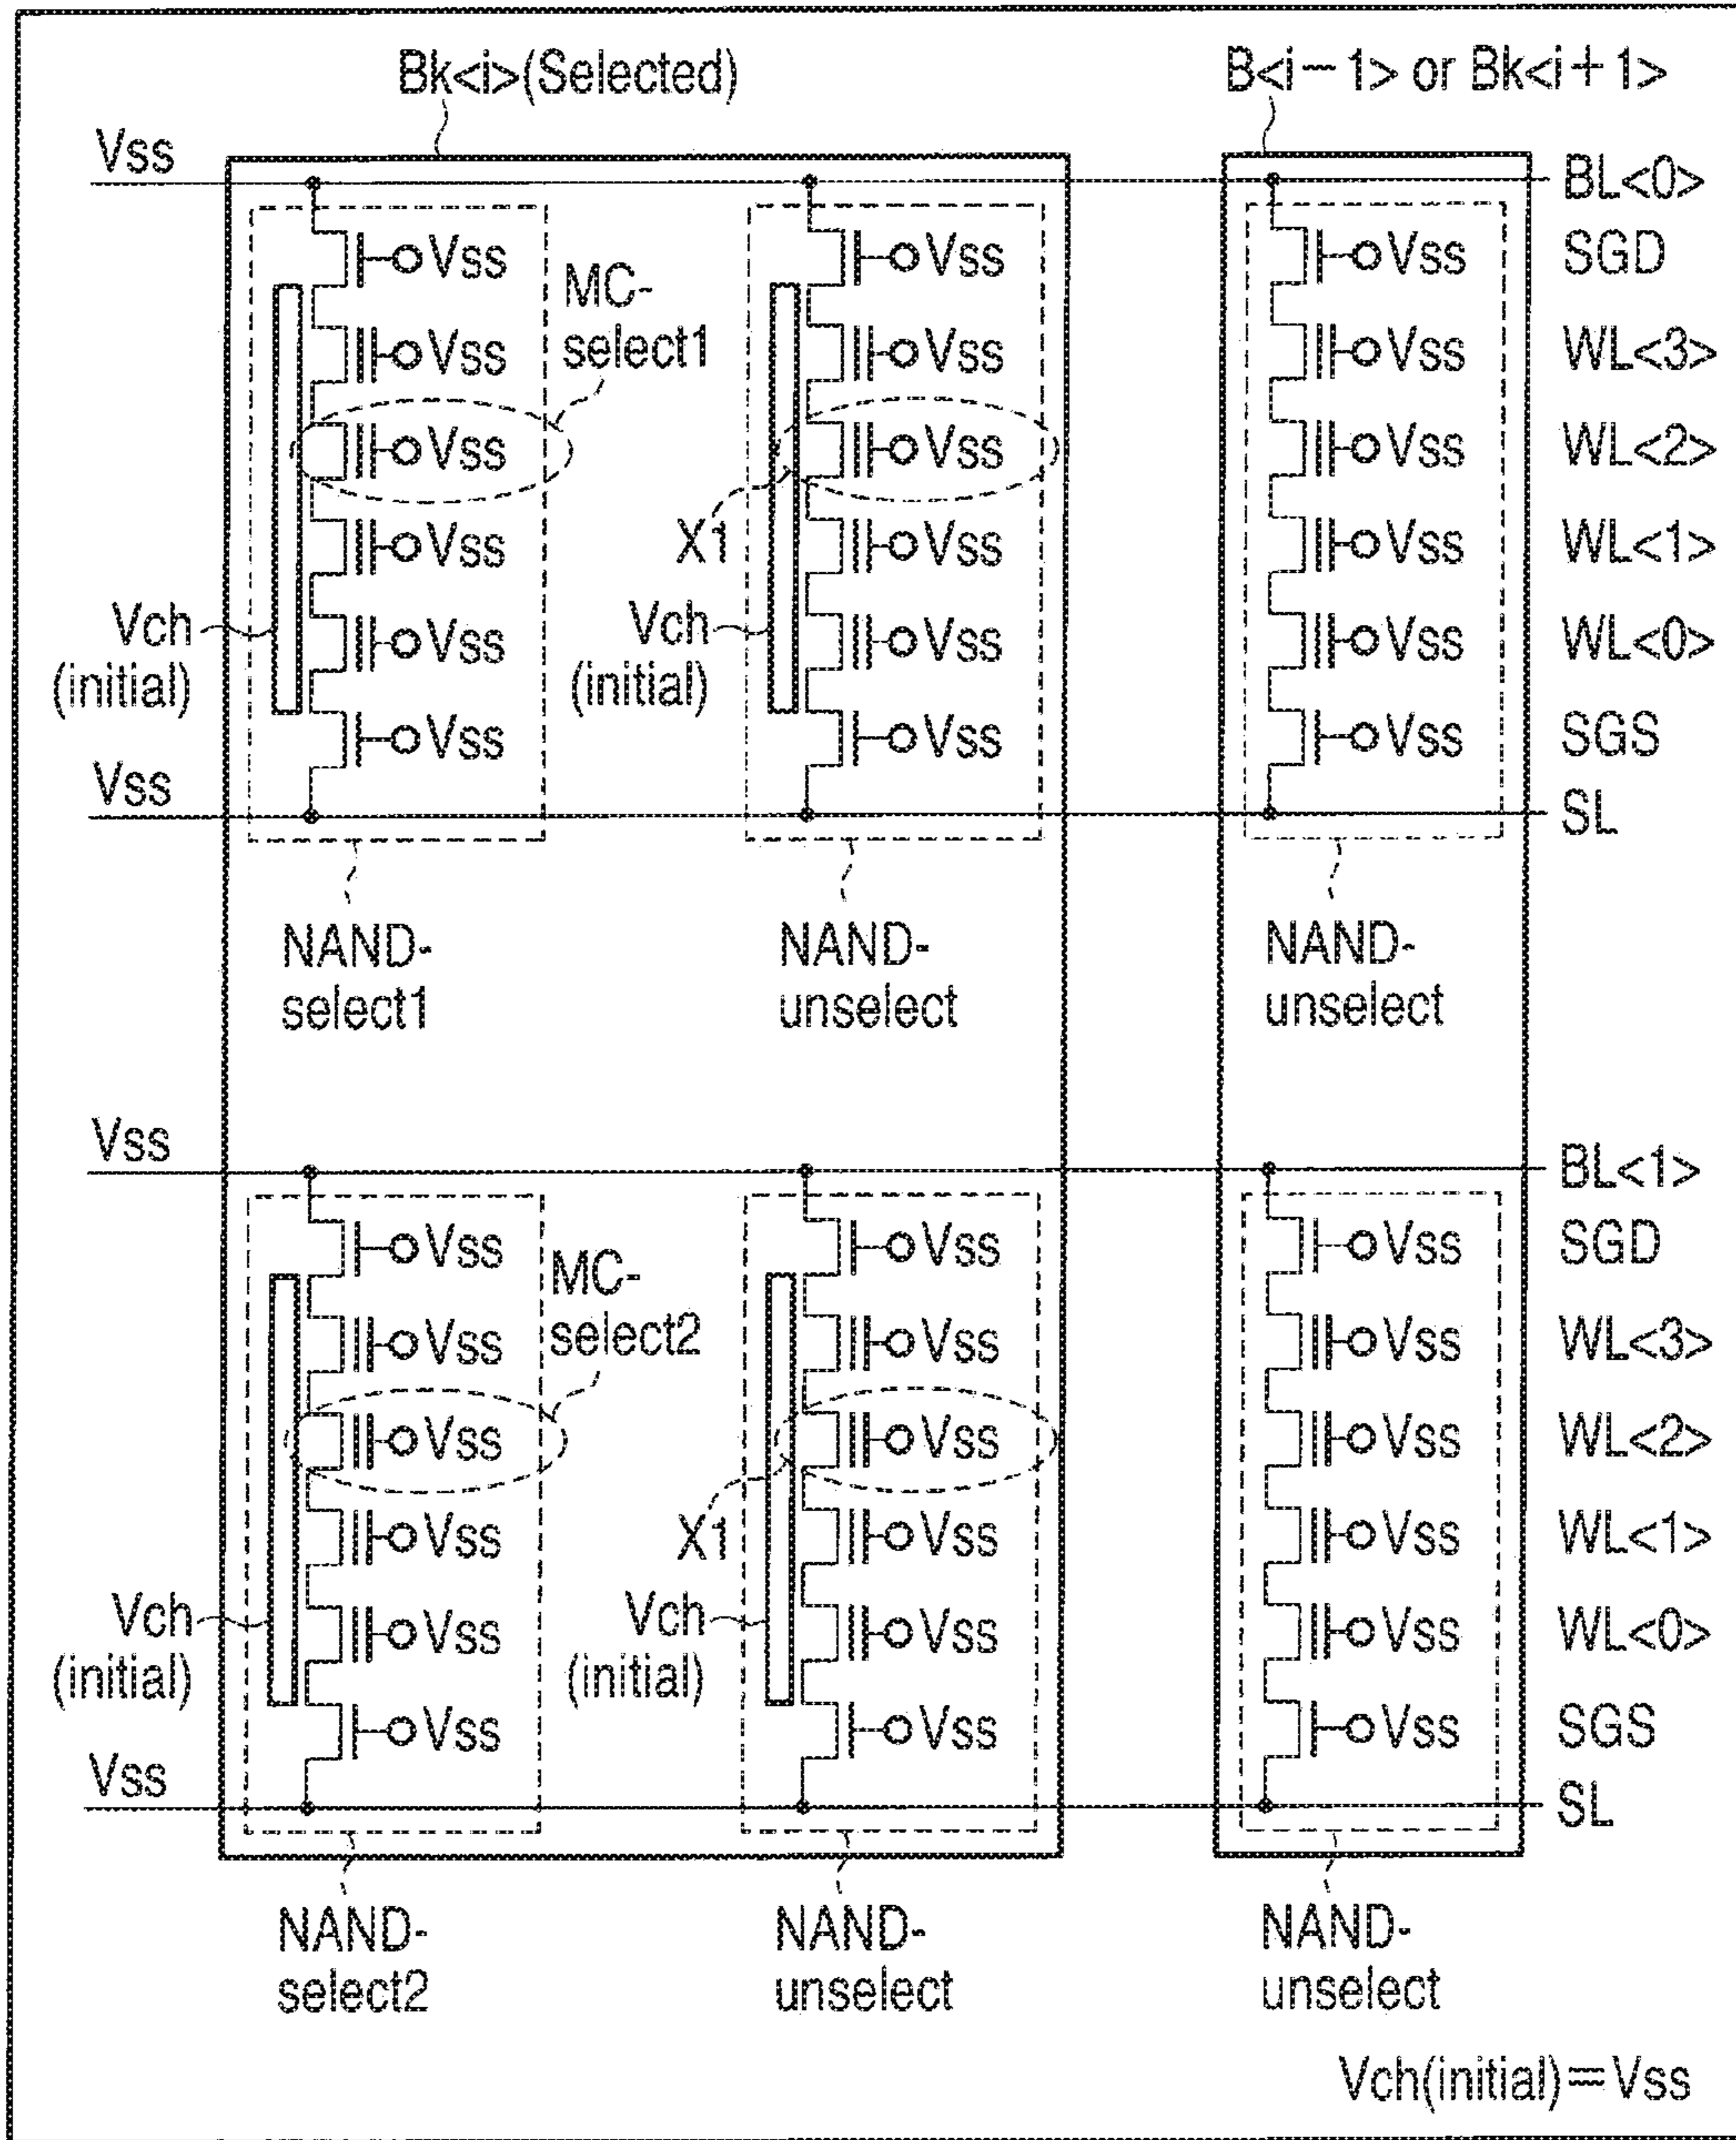 Bk<i>(Selected)
B<i−1> or Bk<i+1>
Vss
BL<0>
Vss
Vss
Vss
SGD
MC-
select1
Vss
Vss
Vss
WL<3>
Vss
Vss
Vss
WL<2>
X1
Vss
Vss
Vss
WL<1>
Vch
(initial)
Vss
Vch
(initial)
Vss
Vss
WL<0>
Vss
Vss
Vss
SGS
Vss
SL
NAND-
select1
NAND-
unselect
NAND-
unselect
Vss
BL<1>
Vss
Vss
Vss
SGD
MC-
select2
Vss
Vss
Vss
WL<3>
Vss
Vss
Vss
WL<2>
X1
Vss
Vss
Vss
WL<1>
Vch
(initial)
Vss
Vch
(initial)
Vss
Vss
WL<0>
Vss
Vss
Vss
SGS
Vss
SL
NAND-
select2
NAND-
unselect
NAND-
unselect
Vch(initial)=Vss